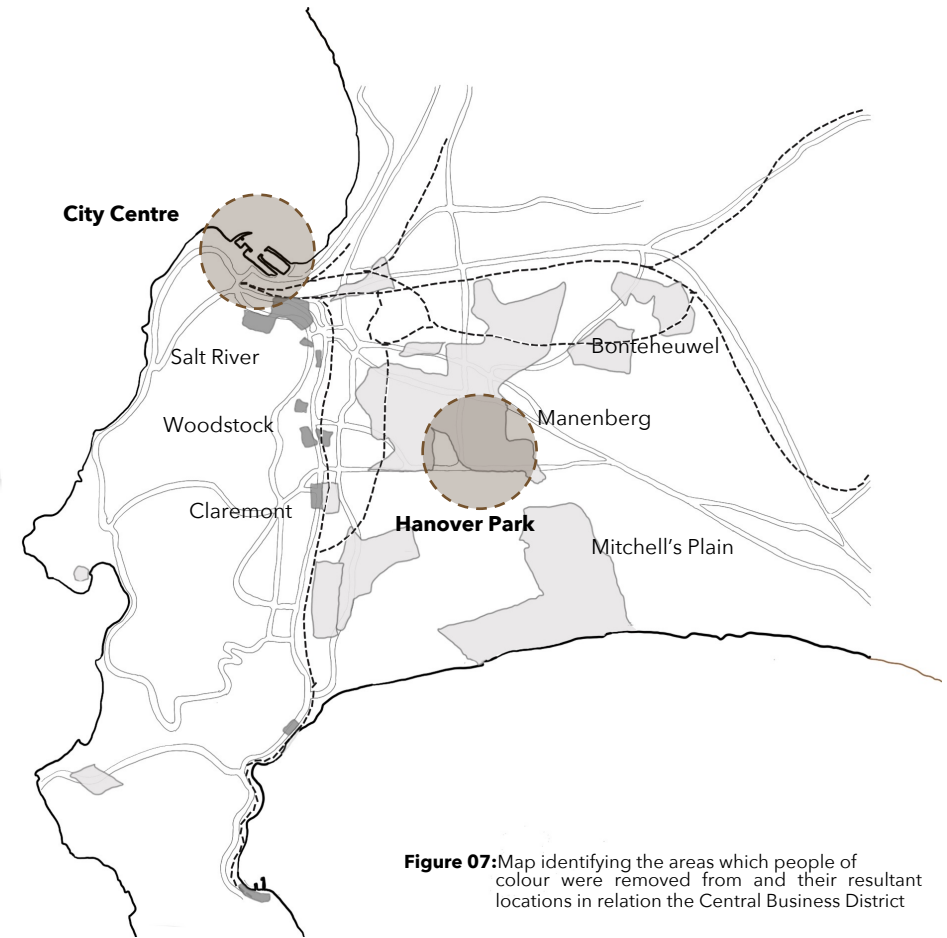 City Centre
Salt River
Bonteheuwel
Woodstock
Manenberg
Claremont
Hanover Park
Mitchell's Plain
Figure 07:Map identifying the areas which people of
colour were removed from and their resultant
locations in relation the Central Business District